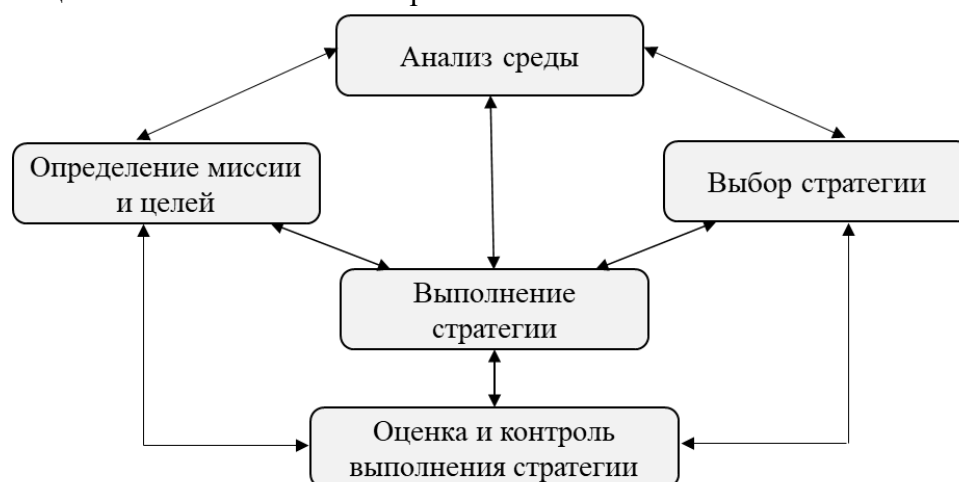 Анализ среды
Определение миссии
и целей
Выбор стратегии
Выполнение
стратегии
Оценка и контроль
выполнения стратегии